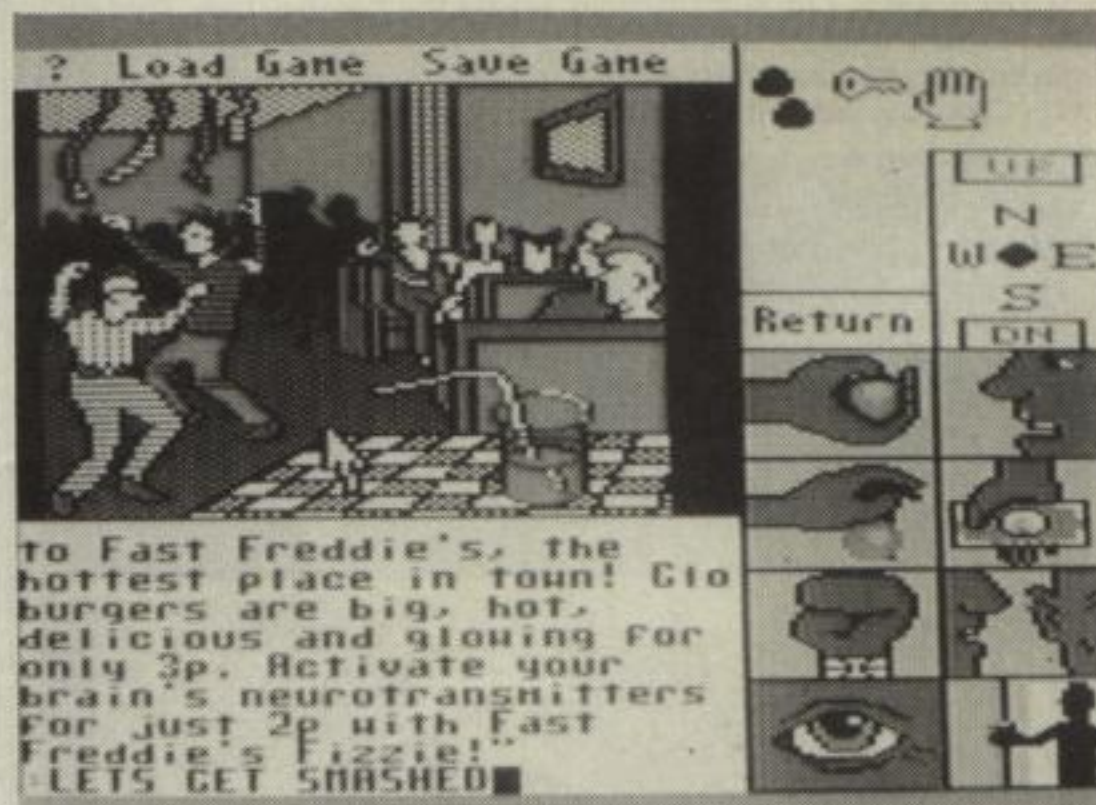 ? Load Game Save Game
UP
N
W E
S
DN
Return
to Fast Freddie's, the
hottest place in town! Glo
burgers are big, hot,
delicious and glowing for
only 3p. Activate your
brain's neurotransmitters
for just 2p with Fast
Freddie's Fizzie!"
LETS GET SMASHED